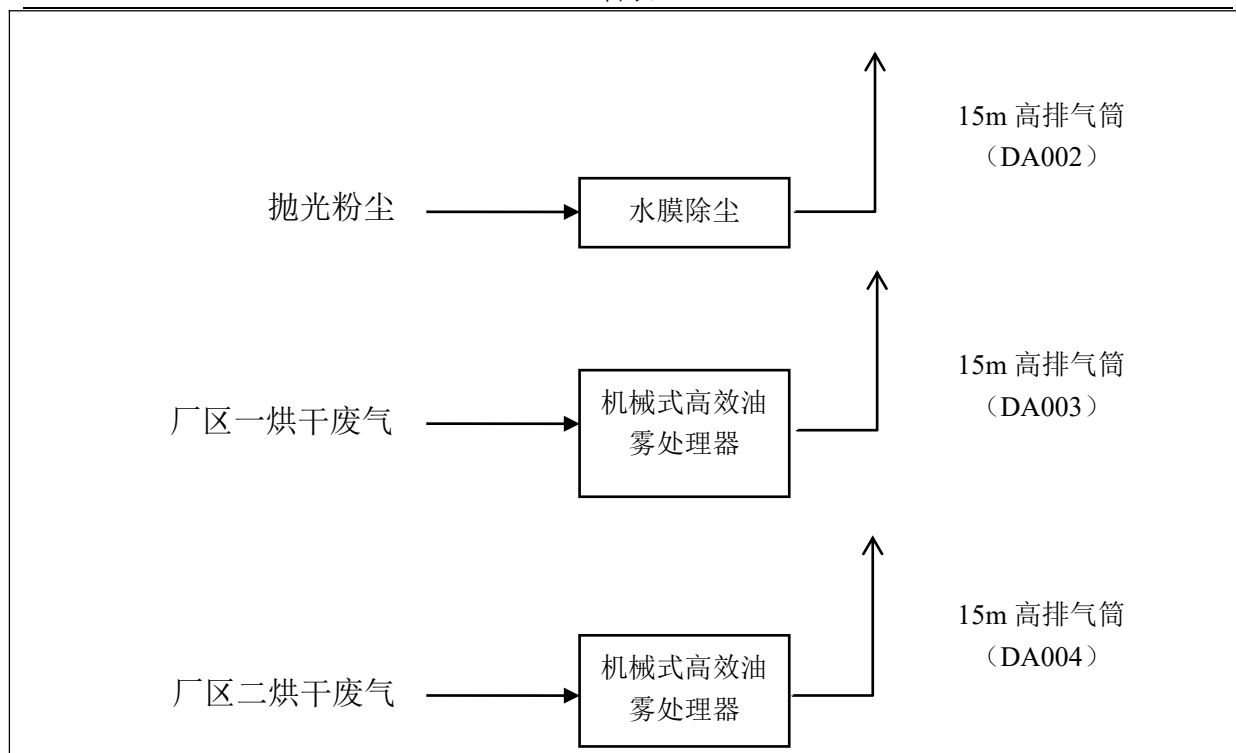 15m 高排气筒
（DA002）
抛光粉尘
水膜除尘
15m 高排气筒
（DA003）
厂区一烘干废气
机械式高效油
雾处理器
15m 高排气筒
（DA004）
厂区二烘干废气
机械式高效油
雾处理器